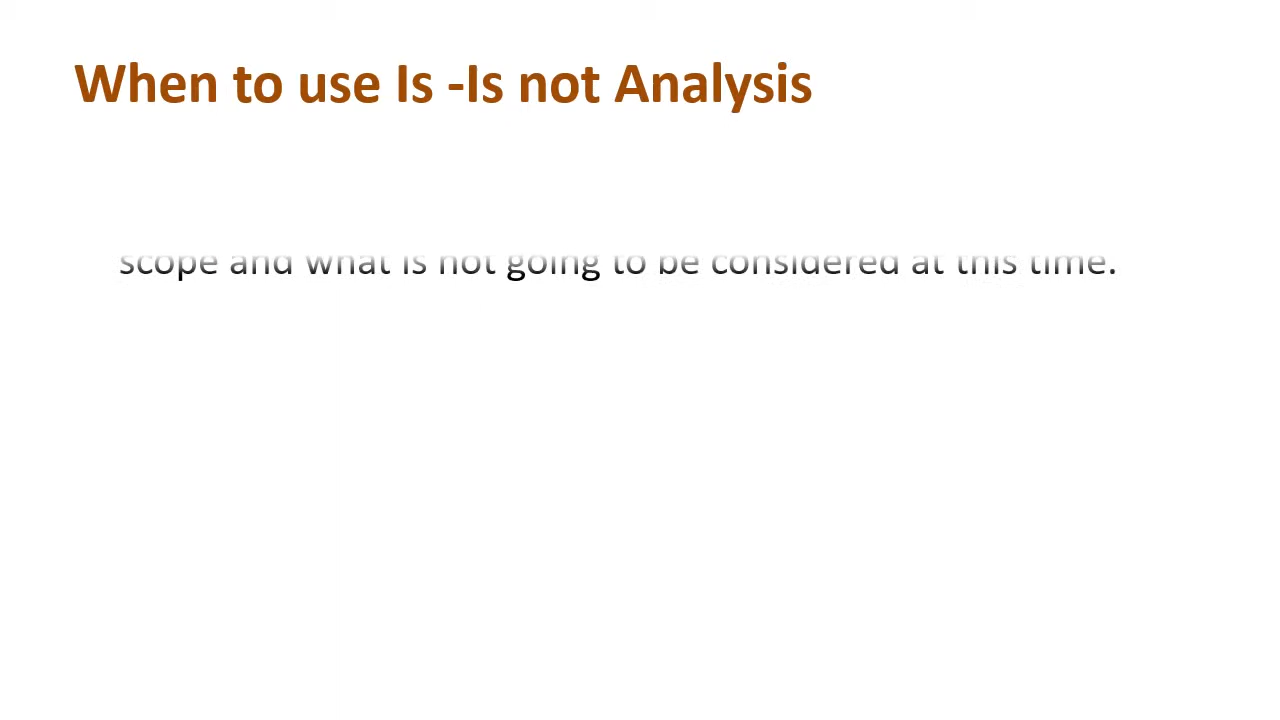 When to use Is -Is not Analysis
scope and what is not going to be considered at this time.